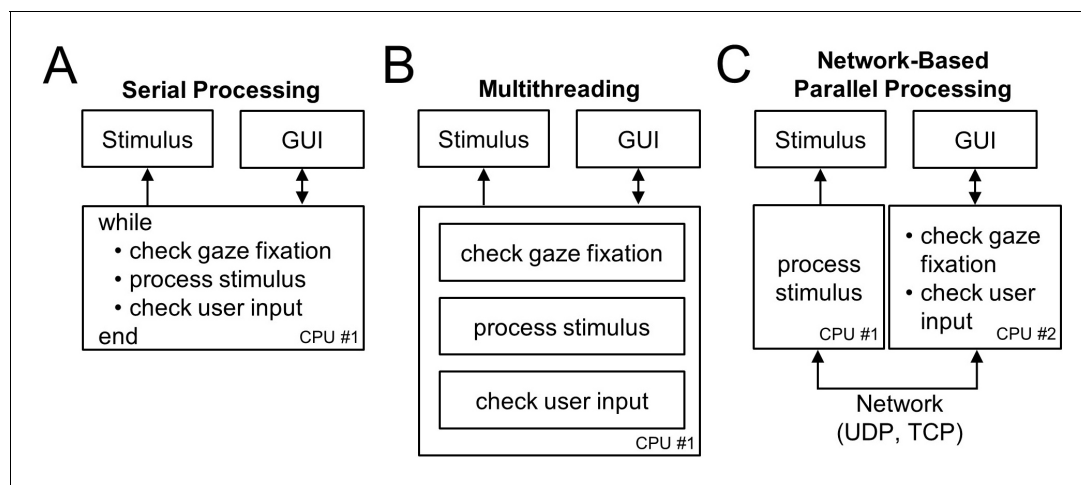 A
Serial Processing
Stimulus
GUI
while
• check gaze fixation
• process stimulus
• check user input
end
CPU #1
B
Multithreading
Stimulus
GUI
check gaze fixation
process stimulus
check user input
CPU #1
C
Network-Based
Parallel Processing
Stimulus
GUI
process
stimulus
CPU #1
• check gaze
fixation
• check user
input
CPU #2
Network
(UDP, TCP)